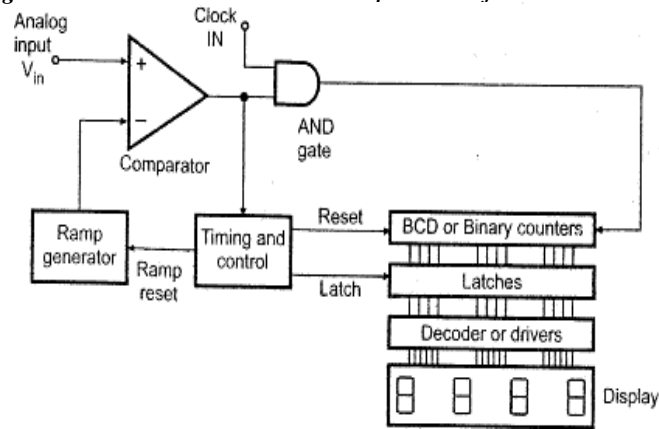 Analog
input
Vin
Clock
IN
+
−
Comparator
AND
gate
Ramp
generator
Ramp
reset
Timing and
control
Reset
Latch
BCD or Binary counters
Latches
Decoder or drivers
Display